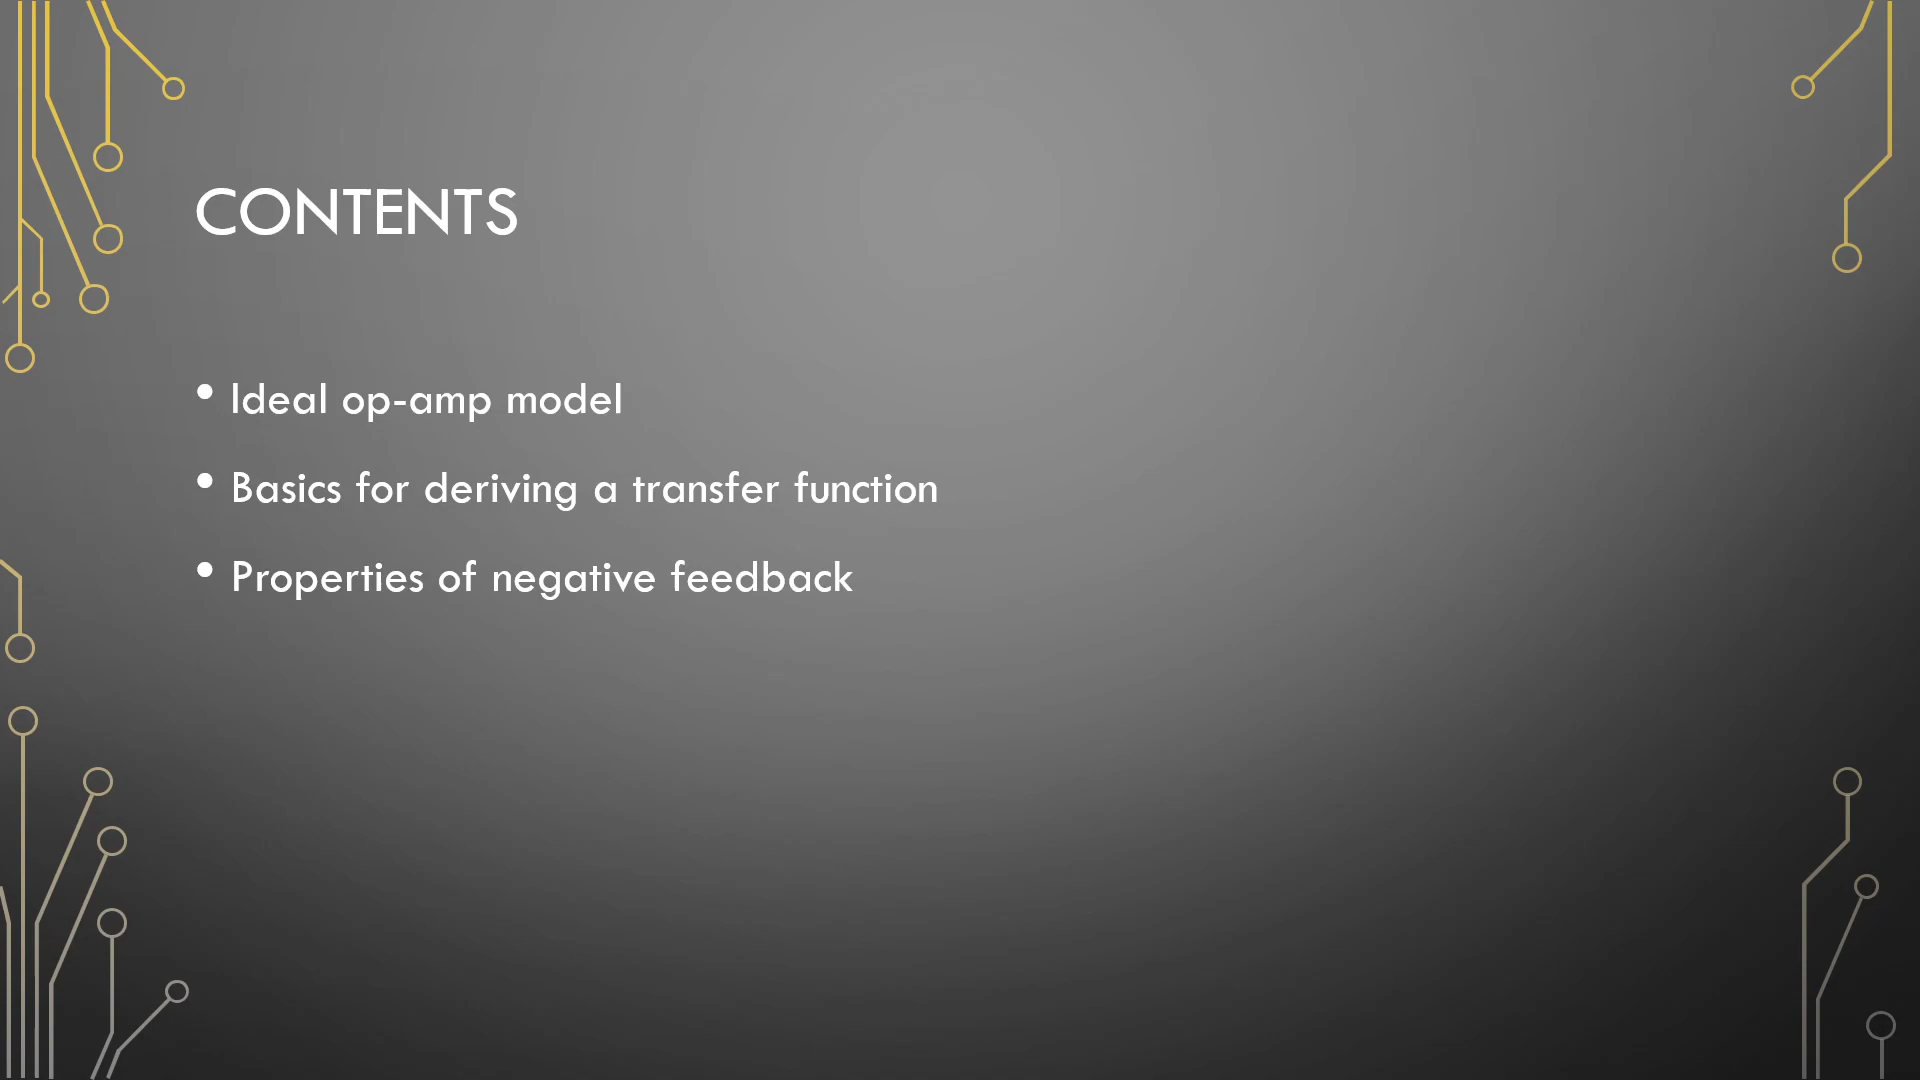 CONTENTS
• Ideal op-amp model
• Basics for deriving a transfer function
• Properties of negative feedback